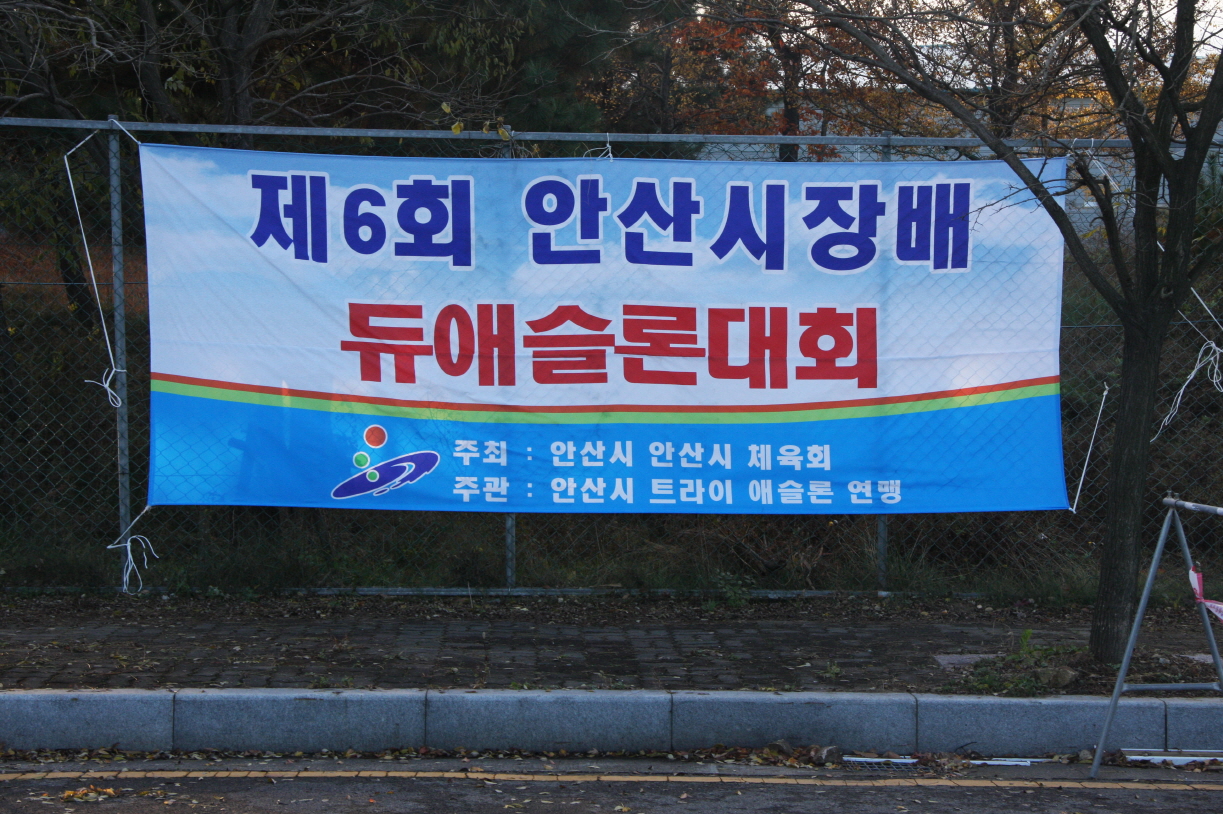 제6회 안산시장배
듀애슬론대회
주최 : 안산시 안산시 체육회
주관 : 안산시 트라이 애슬론 연맹